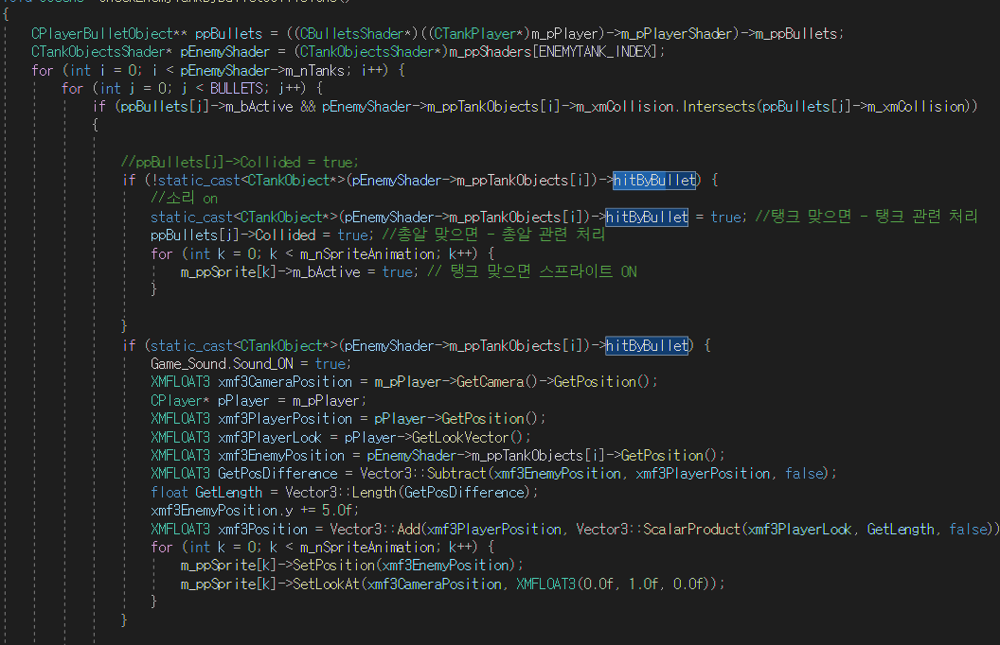 {
CPlayerBulletObject** ppBullets = ((CBulletsShader*)((CTankPlayer*)m_pPlayer)->m_pPlayerShader)->m_ppBullets;
CTankObjectsShader* pEnemyShader = (CTankObjectsShader*)m_ppShaders[ENEMYTANK_INDEX];
for (int i = 0; i < pEnemyShader->m_nTanks; i++) {
for (int j = 0; j < BULLETS; j++) {
if (ppBullets[j]->m_bActive && pEnemyShader->m_ppTankObjects[i]->m_xmCollision.Intersects(ppBullets[j]->m_xmCollision))
{
//ppBullets[j]->Collided = true;
if (!static_cast<CTankObject*>(pEnemyShader->m_ppTankObjects[i])->hitByBullet) {
//소리 on
static_cast<CTankObject*>(pEnemyShader->m_ppTankObjects[i])->hitByBullet = true; //탱크 맞으면 - 탱크 관련 처리
ppBullets[j]->Collided = true; //총알 맞으면 - 총알 관련 처리
for (int k = 0; k < m_nSpriteAnimation; k++) {
m_ppSprite[k]->m_bActive = true; // 탱크 맞으면 스프라이트 ON
}
}
if (static_cast<CTankObject*>(pEnemyShader->m_ppTankObjects[i])->hitByBullet) {
Game_Sound.Sound_ON = true;
XMFLOAT3 xmf3CameraPosition = m_pPlayer->GetCamera()->GetPosition();
CPlayer* pPlayer = m_pPlayer;
XMFLOAT3 xmf3PlayerPosition = pPlayer->GetPosition();
XMFLOAT3 xmf3PlayerLook = pPlayer->GetLookVector();
XMFLOAT3 xmf3EnemyPosition = pEnemyShader->m_ppTankObjects[i]->GetPosition();
XMFLOAT3 GetPosDifference = Vector3::Subtract(xmf3EnemyPosition, xmf3PlayerPosition, false);
float GetLength = Vector3::Length(GetPosDifference);
xmf3EnemyPosition.y += 5.0f;
XMFLOAT3 xmf3Position = Vector3::Add(xmf3PlayerPosition, Vector3::ScalarProduct(xmf3PlayerLook, GetLength, false))
for (int k = 0; k < m_nSpriteAnimation; k++) {
m_ppSprite[k]->SetPosition(xmf3EnemyPosition);
m_ppSprite[k]->SetLookAt(xmf3CameraPosition, XMFLOAT3(0.0f, 1.0f, 0.0f));
}
}